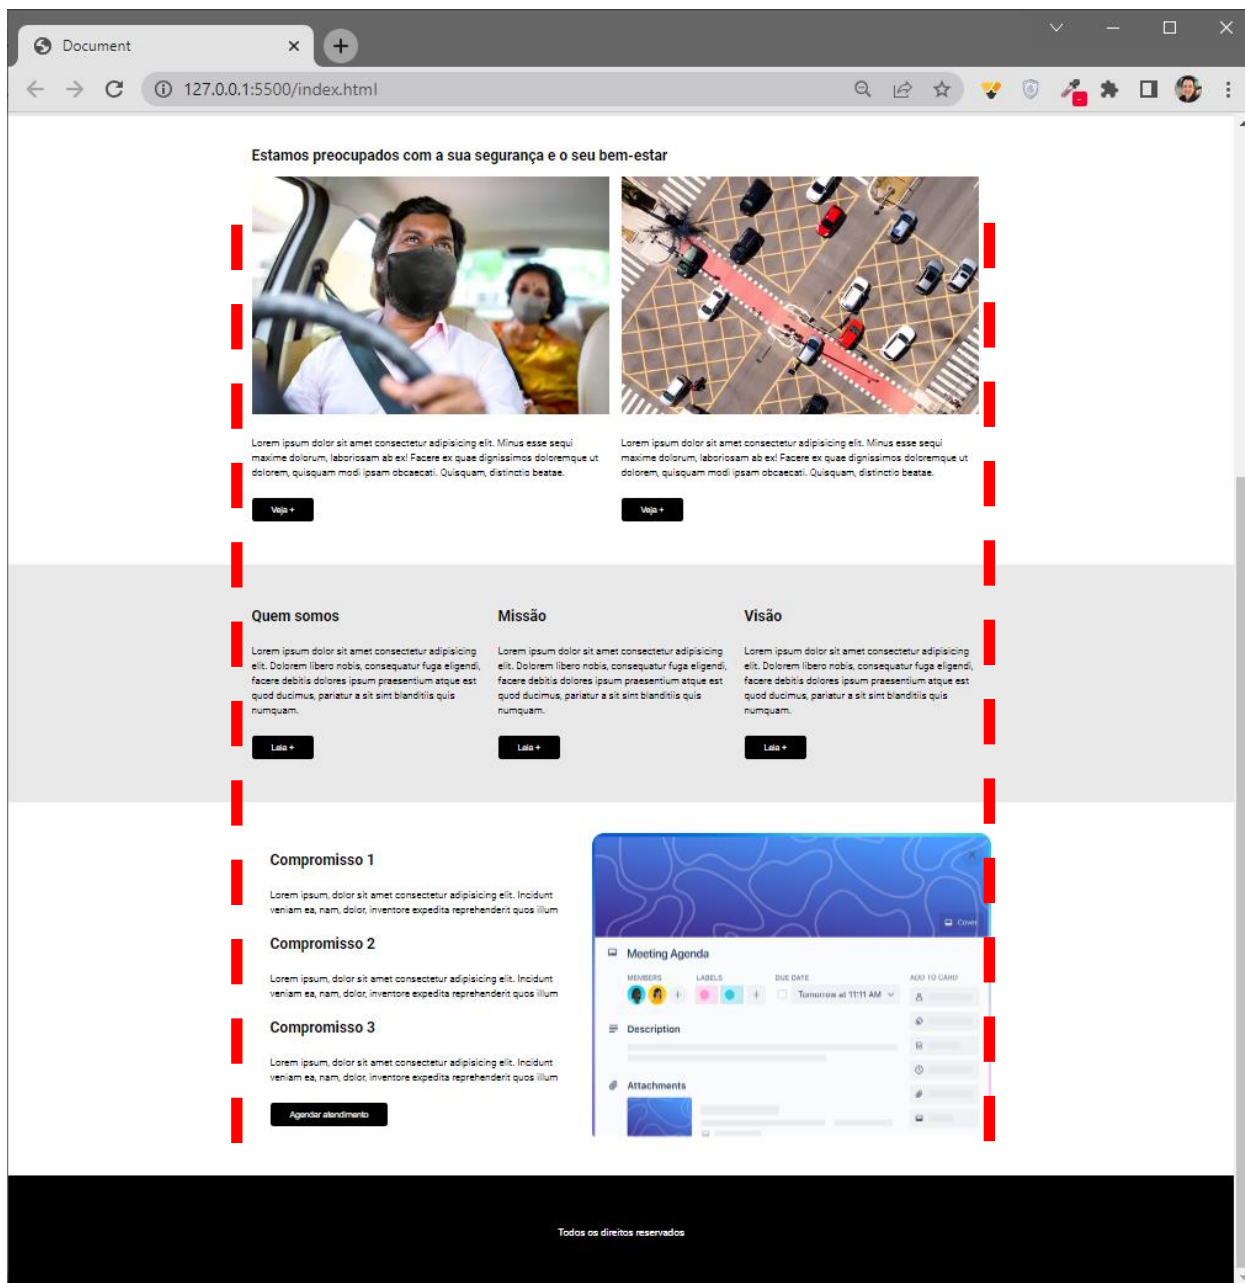 Document
127.0.0.1:5500/index.html
Estamos preocupados com a sua segurança e o seu bem-estar
Lorem ipsum dolor sit amet consectetur adipisicing elit. Minus esse sequi
maxime dolorum, laboriosam ab ex! Facere ex quae dignissimos doloremque ut
dolorem, quisquam modi ipsam obcaecati. Quisquam, distinctio beatae.
Veja +
Lorem ipsum dolor sit amet consectetur adipisicing elit. Minus esse sequi
maxime dolorum, laboriosam ab ex! Facere ex quae dignissimos doloremque ut
dolorem, quisquam modi ipsam obcaecati. Quisquam, distinctio beatae.
Veja +
Quem somos
Lorem ipsum dolor sit amet consectetur adipisicing
elit. Dolorem libero nobis, consequatur fuga eligendi,
facere debitis dolores ipsum praesentium atque est
quod ducimus, pariatur a sit sint blanditiis quis
numquam.
Leia +
Missão
Lorem ipsum dolor sit amet consectetur adipisicing
elit. Dolorem libero nobis, consequatur fuga eligendi,
facere debitis dolores ipsum praesentium atque est
quod ducimus, pariatur a sit sint blanditiis quis
numquam.
Leia +
Visão
Lorem ipsum dolor sit amet consectetur adipisicing
elit. Dolorem libero nobis, consequatur fuga eligendi,
facere debitis dolores ipsum praesentium atque est
quod ducimus, pariatur a sit sint blanditiis quis
numquam.
Leia +
Compromisso 1
Lorem ipsum, dolor sit amet consectetur adipisicing elit. Incidunt
veniam ea, nam, dolor, inventore expedita reprehenderit quos illum
Compromisso 2
Lorem ipsum, dolor sit amet consectetur adipisicing elit. Incidunt
veniam ea, nam, dolor, inventore expedita reprehenderit quos illum
Compromisso 3
Lorem ipsum, dolor sit amet consectetur adipisicing elit. Incidunt
veniam ea, nam, dolor, inventore expedita reprehenderit quos illum
Agendar atendimento
Cover
Meeting Agenda
MEMBERS
LABELS
DUE DATE
ADD TO CARD
Tomorrow at 11:11 AM
Description
Attachments
Todos os direitos reservados